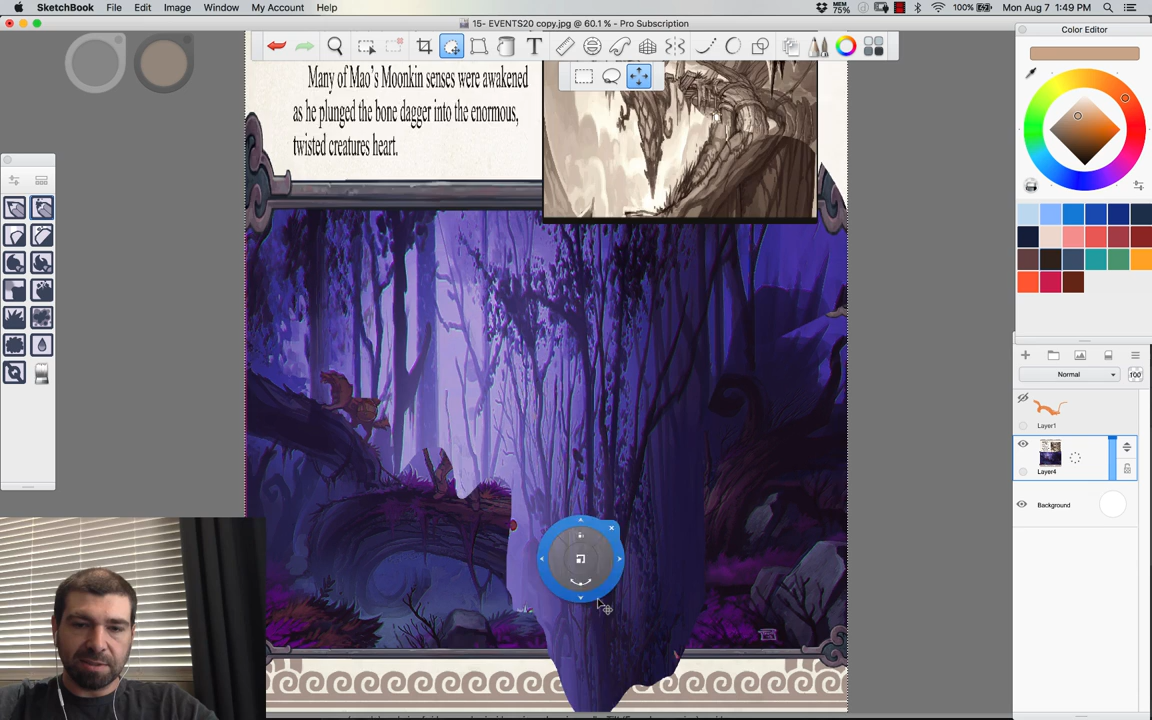 SketchBook File Edit Image Window My Account Help
MEM 75% 100% Mon Aug 7 1:49 PM
15- EVENTS20 copy.jpg @ 60.1 % - Pro Subscription
Color Editor
Many of Mao's Moonkin senses were awakened
as he plunged the bone dagger into the enormous,
twisted creatures heart.
T
Normal
100
Layer1
Layer4
Background